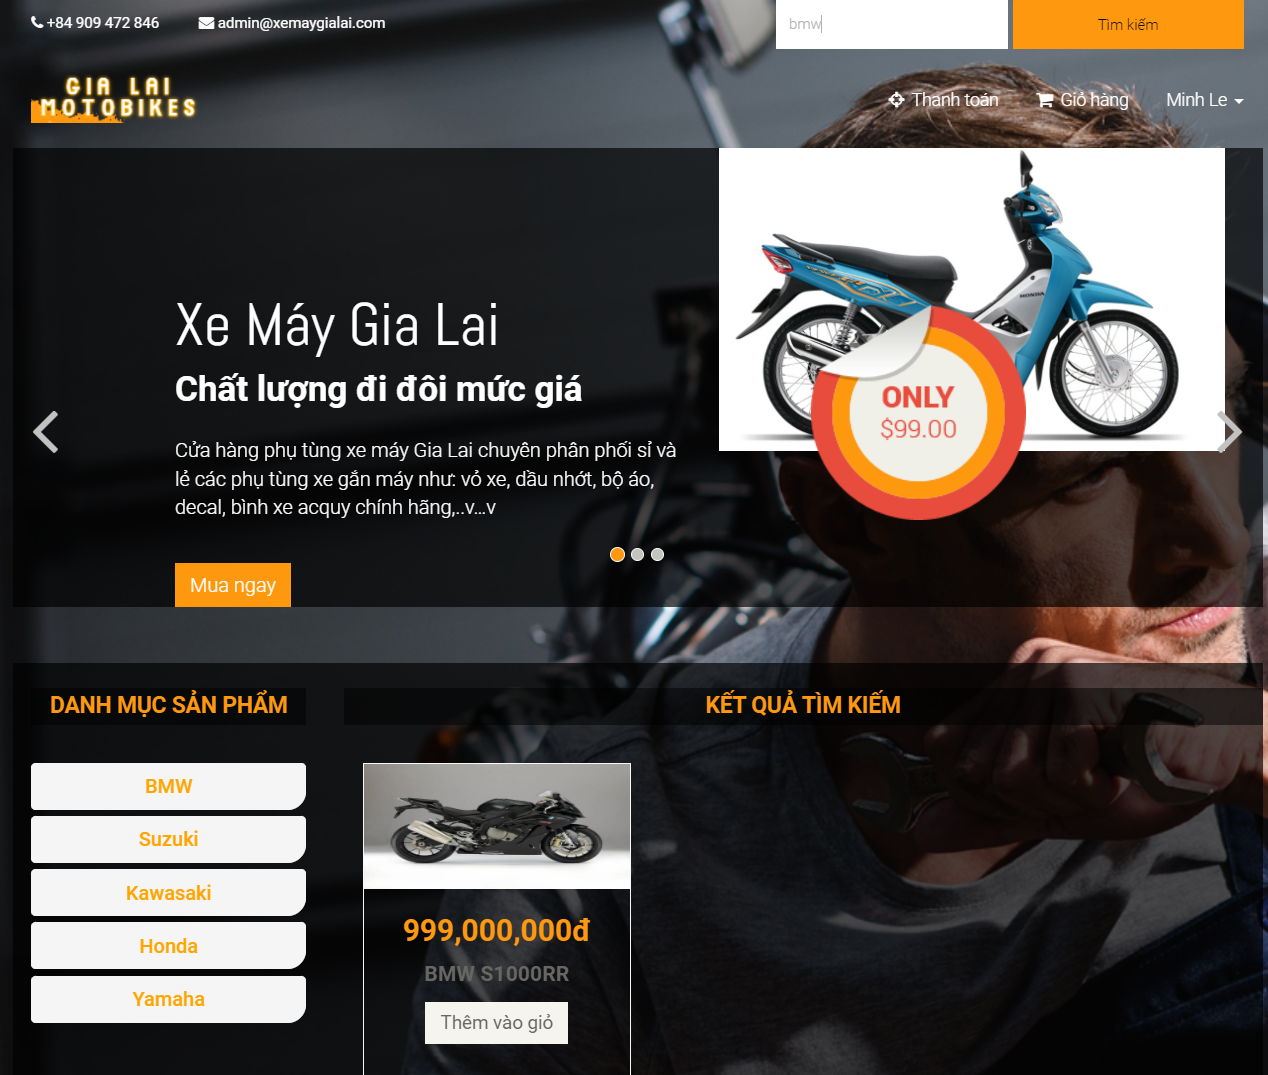 +84 909 472 846 admin@xemaygialai.com bmw Tìm kiếm
GIA LAI
MOTOBIKES
Thanh toán Giỏ hàng Minh Le
HONDA
Xe Máy Gia Lai
Chất lượng đi đôi mức giá
ONLY
$99.00
Cửa hàng phụ tùng xe máy Gia Lai chuyên phân phối sỉ và
lẻ các phụ tùng xe gắn máy như: vỏ xe, dầu nhớt, bộ áo,
decal, bình xe acquy chính hãng,..v...v
Mua ngay
DANH MỤC SẢN PHẨM
BMW
Suzuki
Kawasaki
Honda
Yamaha
KẾT QUẢ TÌM KIẾM
999,000,000đ
BMW S1000RR
Thêm vào giỏ